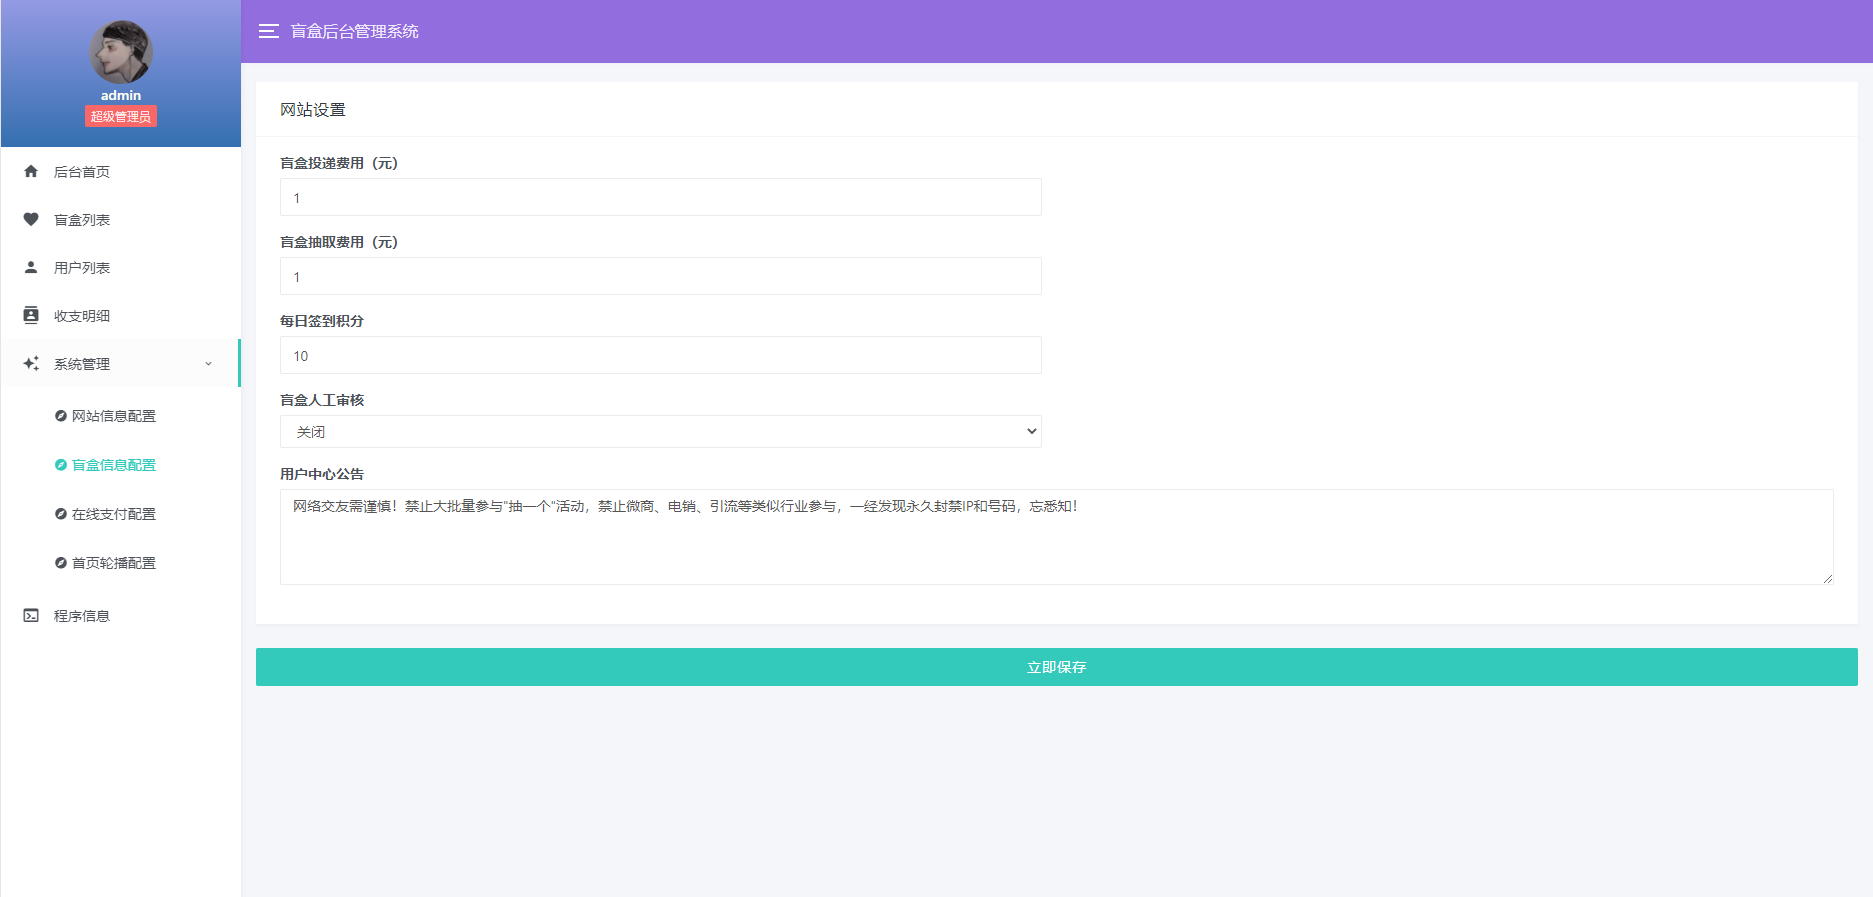 admin
超级管理员
后台首页
盲盒列表
用户列表
收支明细
系统管理
网站信息配置
盲盒信息配置
在线支付配置
首页轮播配置
程序信息
盲盒后台管理系统
网站设置
盲盒投递费用（元）
1
盲盒抽取费用（元）
1
每日签到积分
10
盲盒人工审核
关闭
用户中心公告
网络交友需谨慎！禁止大批量参与"抽一个"活动，禁止微商、电销、引流等类似行业参与，一经发现永久封禁IP和号码，忘悉知！
立即保存